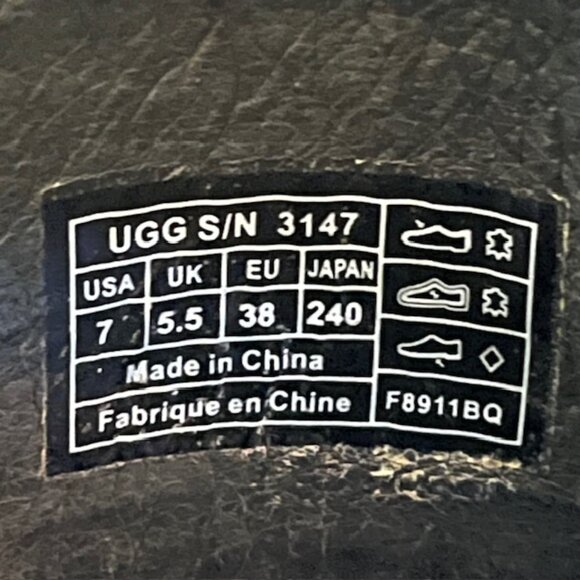 UGG S/N 3147
USA UK EU JAPAN
7 5.5 38 240
Made in China
Fabrique en Chine
F8911BQ